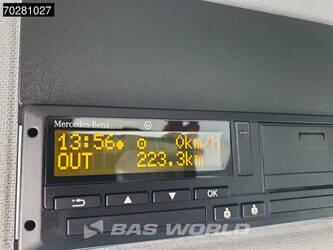 70281027
Mercedes-Benz
13:56 0km/h
OUT 223.3km
OK
BAS WORLD